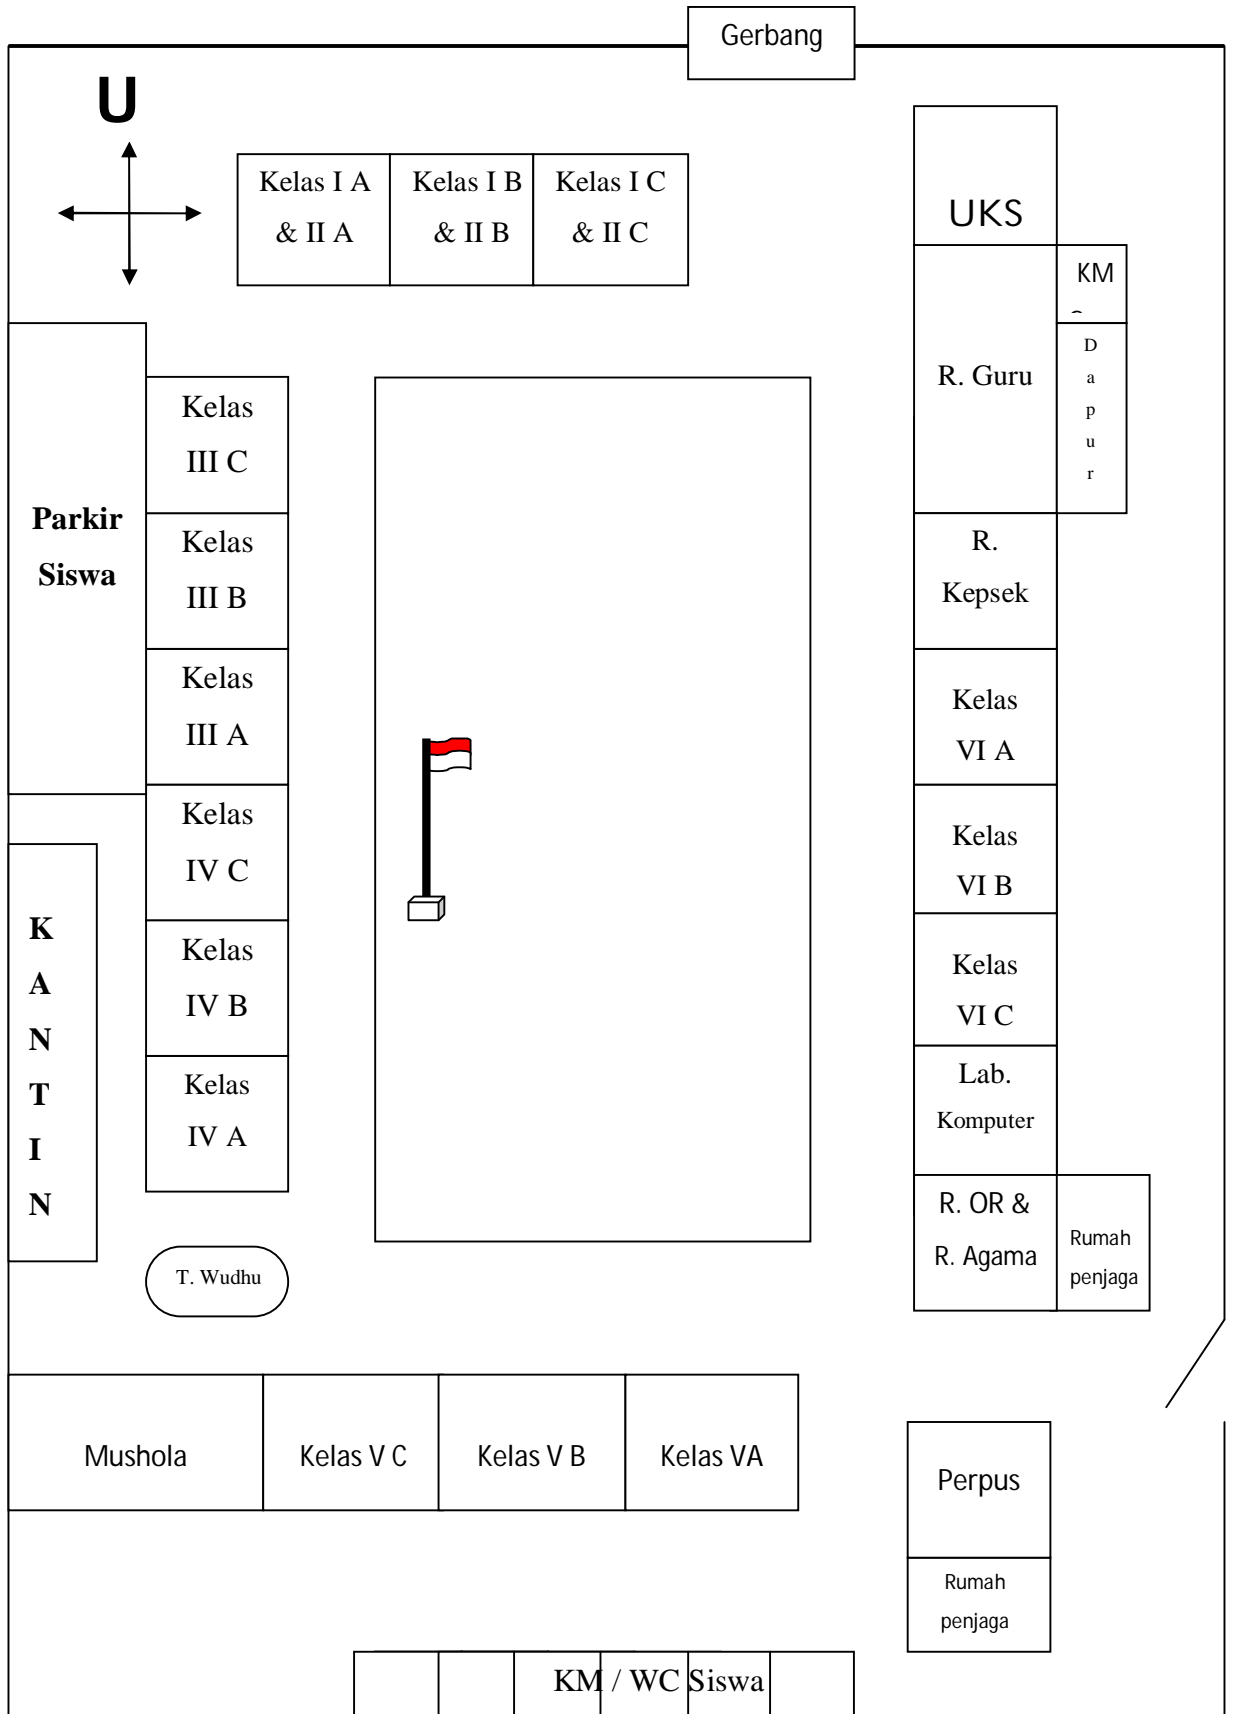 Gerbang
U
Kelas I A
& II A
Kelas I B
& II B
Kelas I C
& II C
UKS
KM
R. Guru
D
a
p
u
r
Parkir
Siswa
Kelas
III C
Kelas
III B
Kelas
III A
Kelas
IV C
Kelas
IV B
Kelas
IV A
R.
Kepsek
Kelas
VI A
Kelas
VI B
Kelas
VI C
Lab.
Komputer
R. OR &
R. Agama
Rumah
penjaga
K
A
N
T
I
N
T. Wudhu
Mushola
Kelas V C
Kelas V B
Kelas VA
Perpus
Rumah
penjaga
KM / WC Siswa